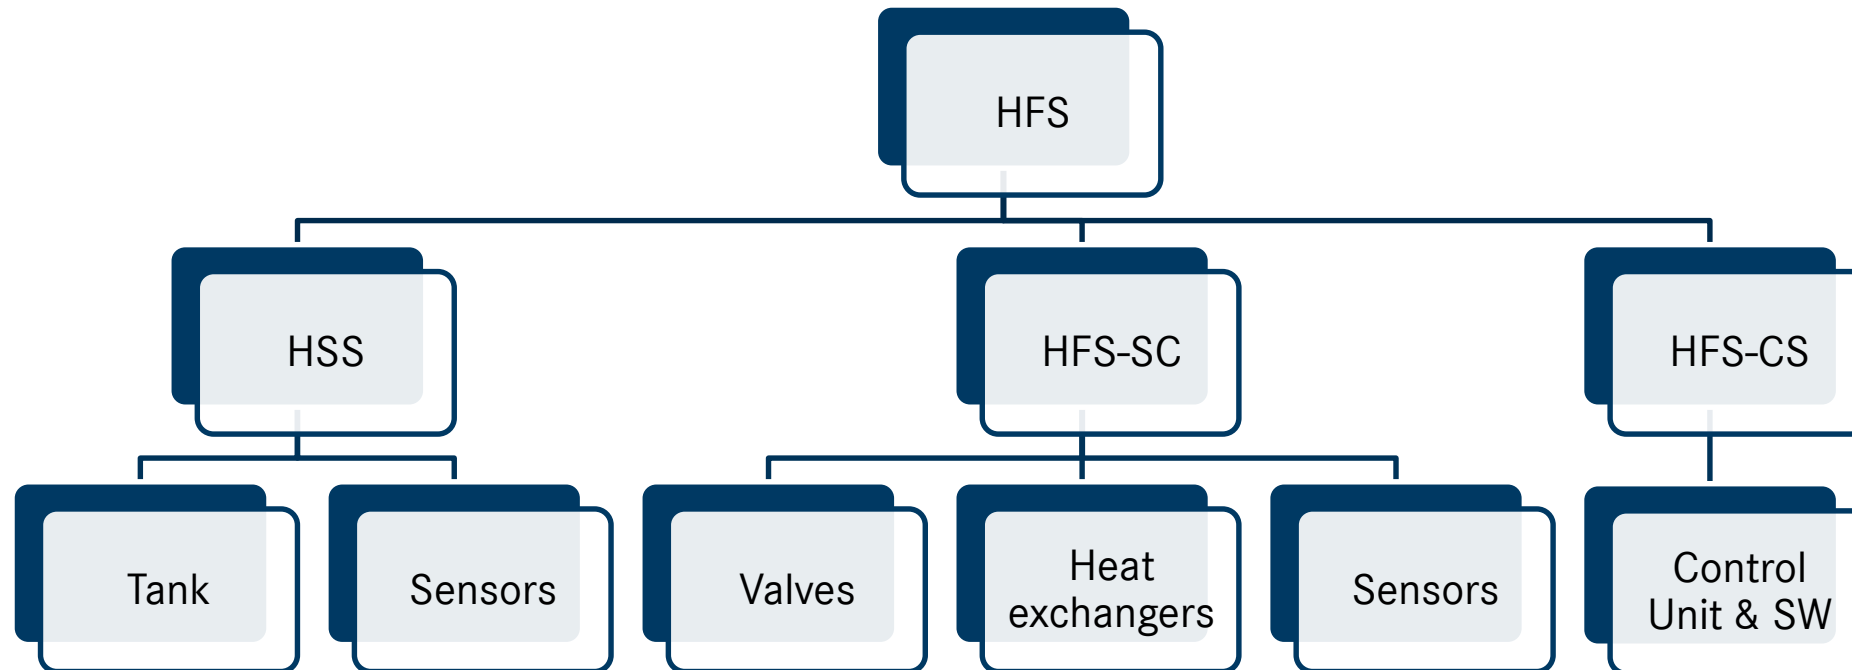 HFS
HSS
HFS-SC
HFS-CS
Tank
Sensors
Valves
Heat
exchangers
Sensors
Control
Unit & SW